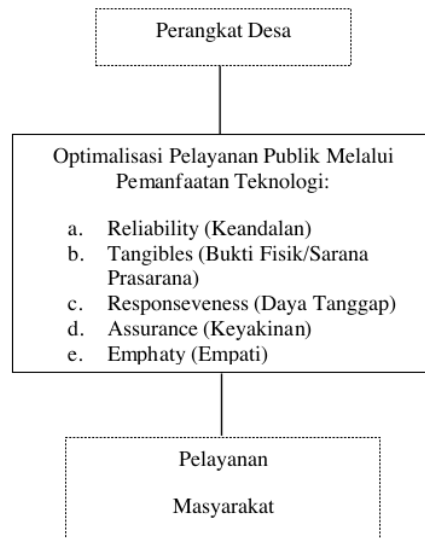 Perangkat Desa
Optimalisasi Pelayanan Publik Melalui
Pemanfaatan Teknologi:
a. Reliability (Keandalan)
b. Tangibles (Bukti Fisik/Sarana
Prasarana)
c. Responseveness (Daya Tanggap)
d. Assurance (Keyakinan)
e. Emphaty (Empati)
Pelayanan
Masyarakat